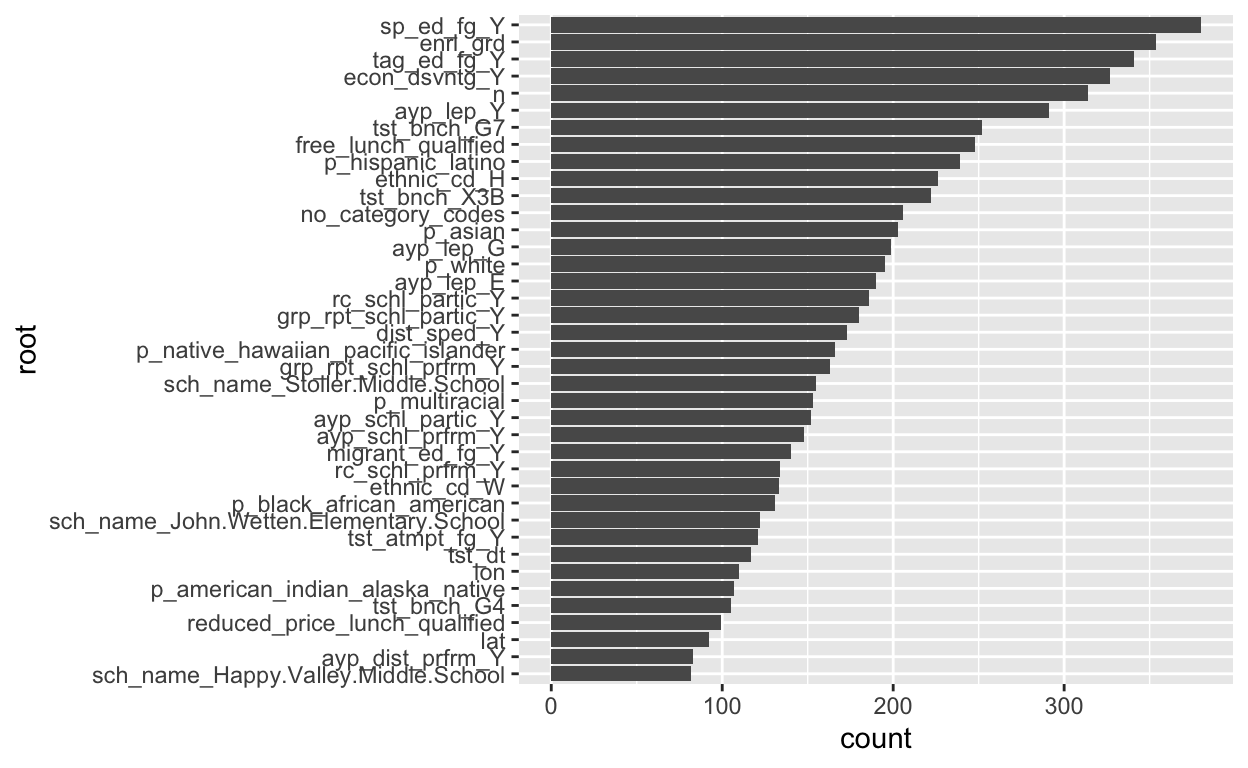 sp_ed_fg_Y
enrl_grd
tag_ed_fg_Y
econ_dsvntg_Y
n
ayp_lep_Y
tst_bnch_G7
free_lunch_qualified
p_hispanic_latino
ethnic_cd_H
tst_bnch_X3B
no_category_codes
p_asian
ayp_lep_G
p_white
ayp_lep_E
rc_schl_partic_Y
grp_rpt_schl_partic_Y
dist_sped_Y
p_native_hawaiian_pacific_islander
grp_rpt_schl_prfrm_Y
sch_name_Stoller.Middle.School
p_multiracial
ayp_schl_partic_Y
ayp_schl_prfrm_Y
migrant_ed_fg_Y
rc_schl_prfrm_Y
ethnic_cd_W
p_black_african_american
sch_name_John.Wetten.Elementary.School
tst_atmpt_fg_Y
tst_dt
lon
p_american_indian_alaska_native
tst_bnch_G4
reduced_price_lunch_qualified
lat
ayp_dist_prfrm_Y
sch_name_Happy.Valley.Middle.School
root
0 100 200 300
count